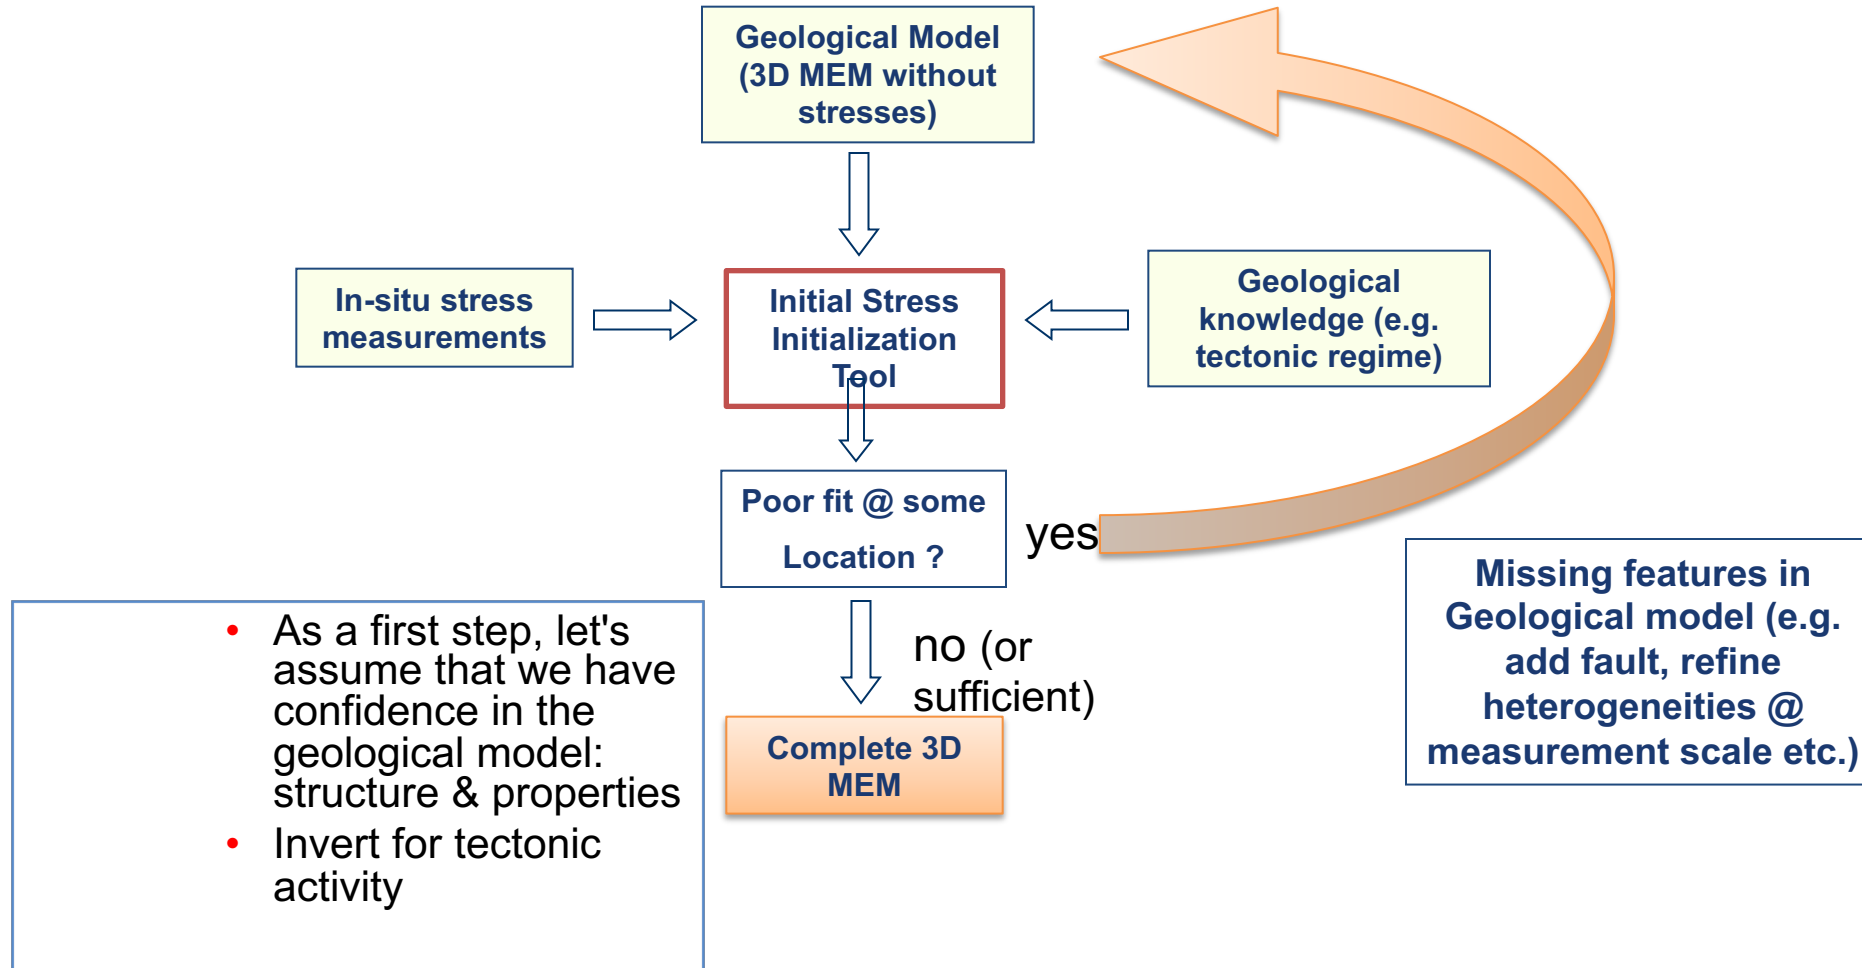 Geological Model
(3D MEM without
stresses)
In-situ stress
measurements
Initial Stress
Initialization
Tool
Geological
knowledge (e.g.
tectonic regime)
Poor fit @ some
Location ?
yes
no (or
sufficient)
Complete 3D
MEM
Missing features in
Geological model (e.g.
add fault, refine
heterogeneities @
measurement scale etc.)
• As a first step, let's
assume that we have
confidence in the
geological model:
structure & properties
• Invert for tectonic
activity